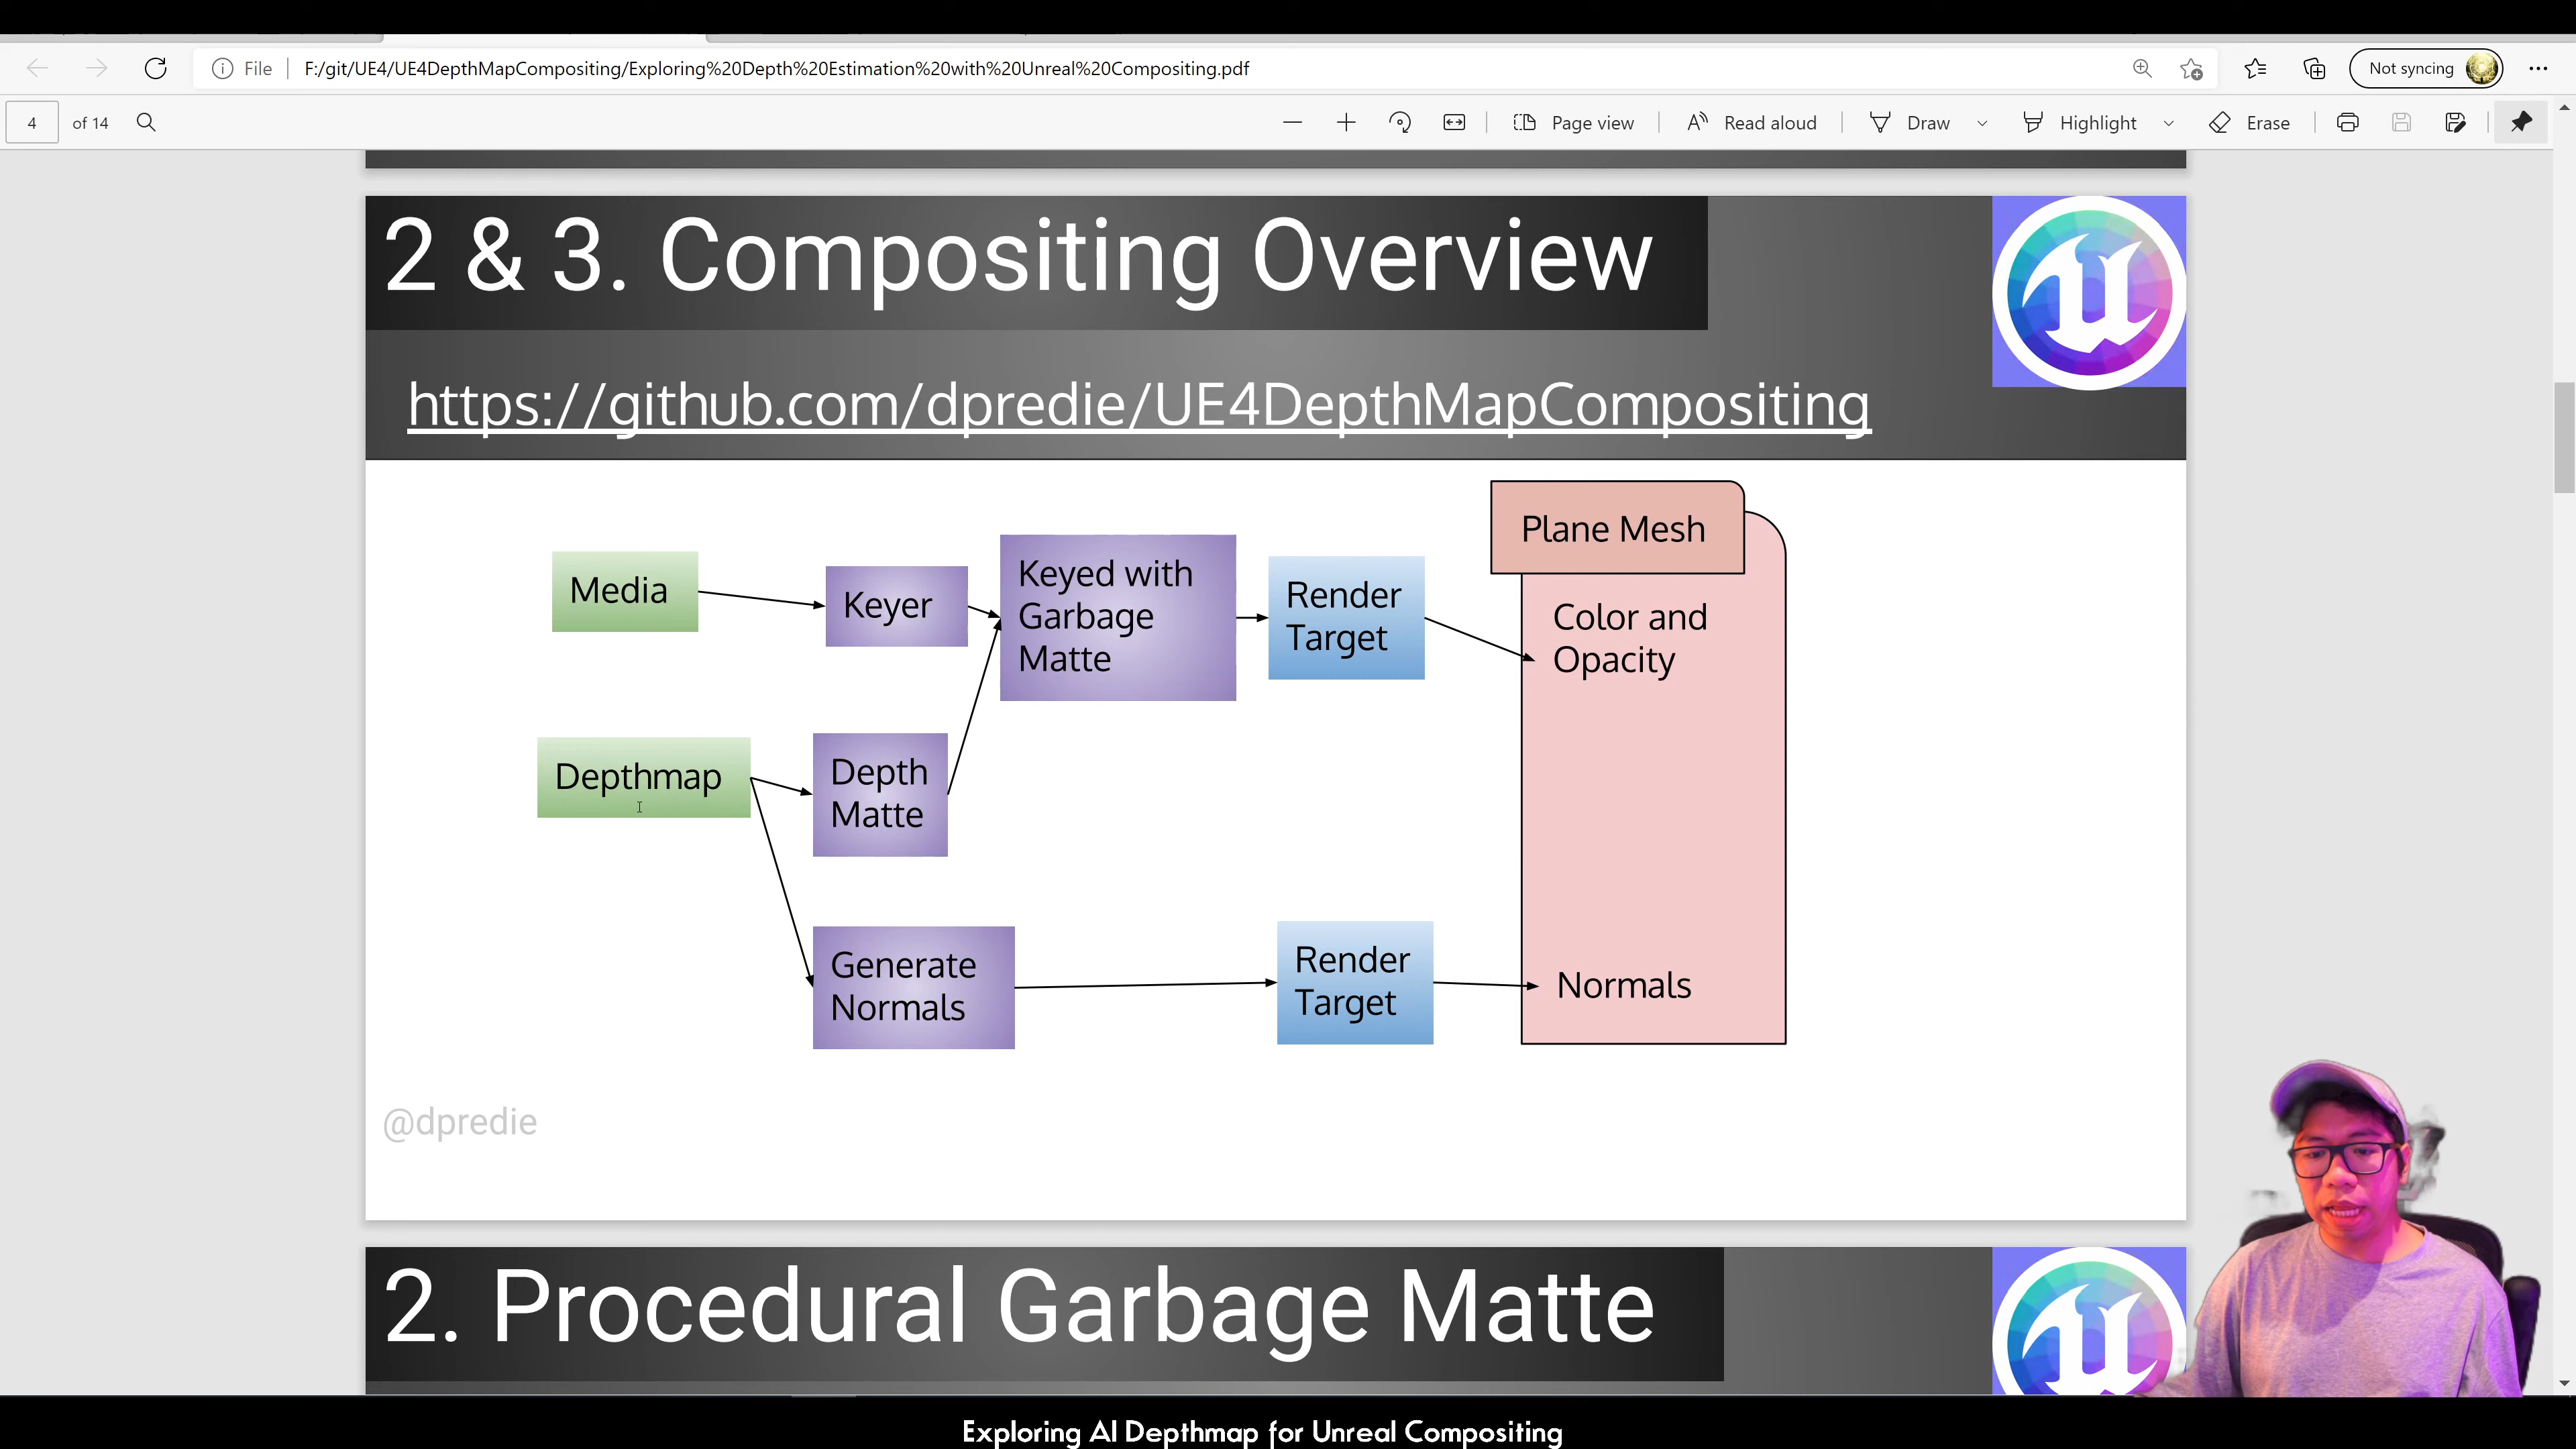 File
F:/git/UE4/UE4DepthMapCompositing/Exploring%20Depth%20Estimation%20with%20Unreal%20Compositing.pdf
Not syncing
4 of 14
Page view
Read aloud
Draw
Highlight
Erase
2 & 3. Compositing Overview
https://github.com/dpredie/UE4DepthMapCompositing
Media
Keyer
Keyed with
Garbage
Matte
Render
Target
Plane Mesh
Color and
Opacity
Depthmap
Depth
Matte
Generate
Normals
Render
Target
Normals
@dpredie
2. Procedural Garbage Matte
Exploring AI Depthmap for Unreal Compositing